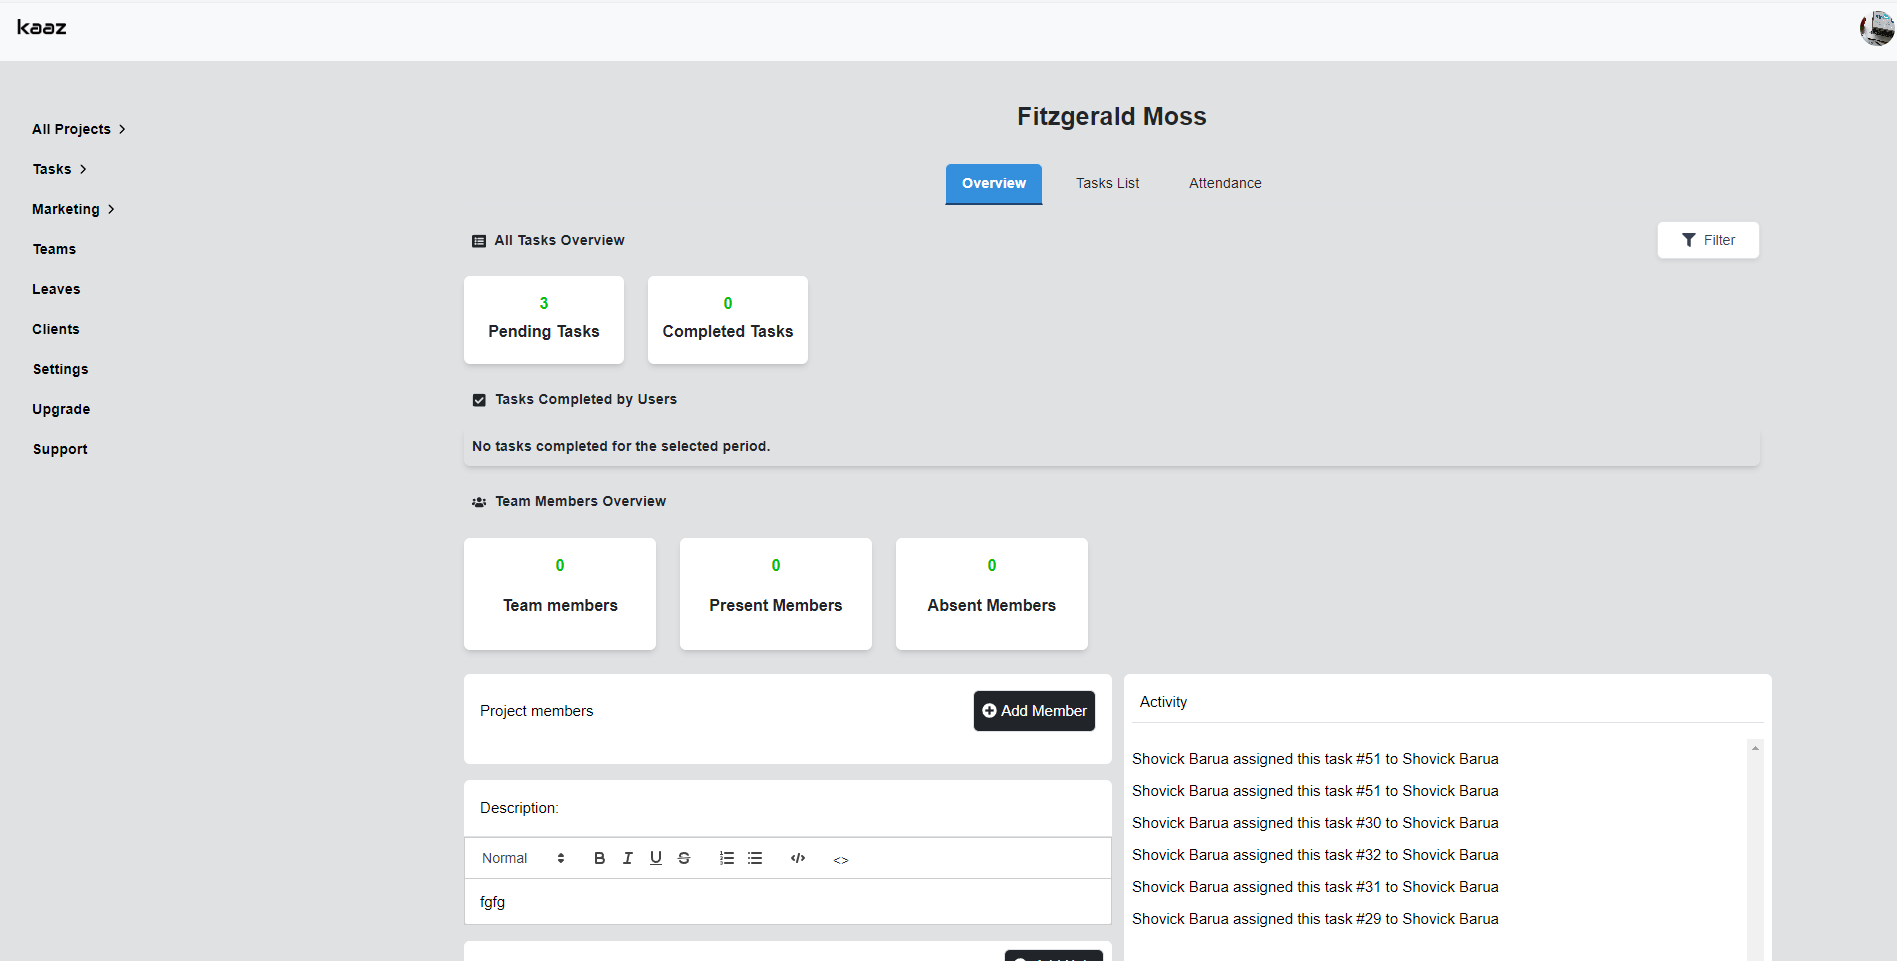 kaaz
All Projects
Tasks
Marketing
Teams
Leaves
Clients
Settings
Upgrade
Support
Fitzgerald Moss
Overview Tasks List Attendance
All Tasks Overview
Filter
3
Pending Tasks
0
Completed Tasks
Tasks Completed by Users
No tasks completed for the selected period.
Team Members Overview
0
Team members
0
Present Members
0
Absent Members
Project members
Add Member
Description:
Normal
B I U S </> <>
fgfg
Activity
Shovick Barua assigned this task #51 to Shovick Barua
Shovick Barua assigned this task #51 to Shovick Barua
Shovick Barua assigned this task #30 to Shovick Barua
Shovick Barua assigned this task #32 to Shovick Barua
Shovick Barua assigned this task #31 to Shovick Barua
Shovick Barua assigned this task #29 to Shovick Barua